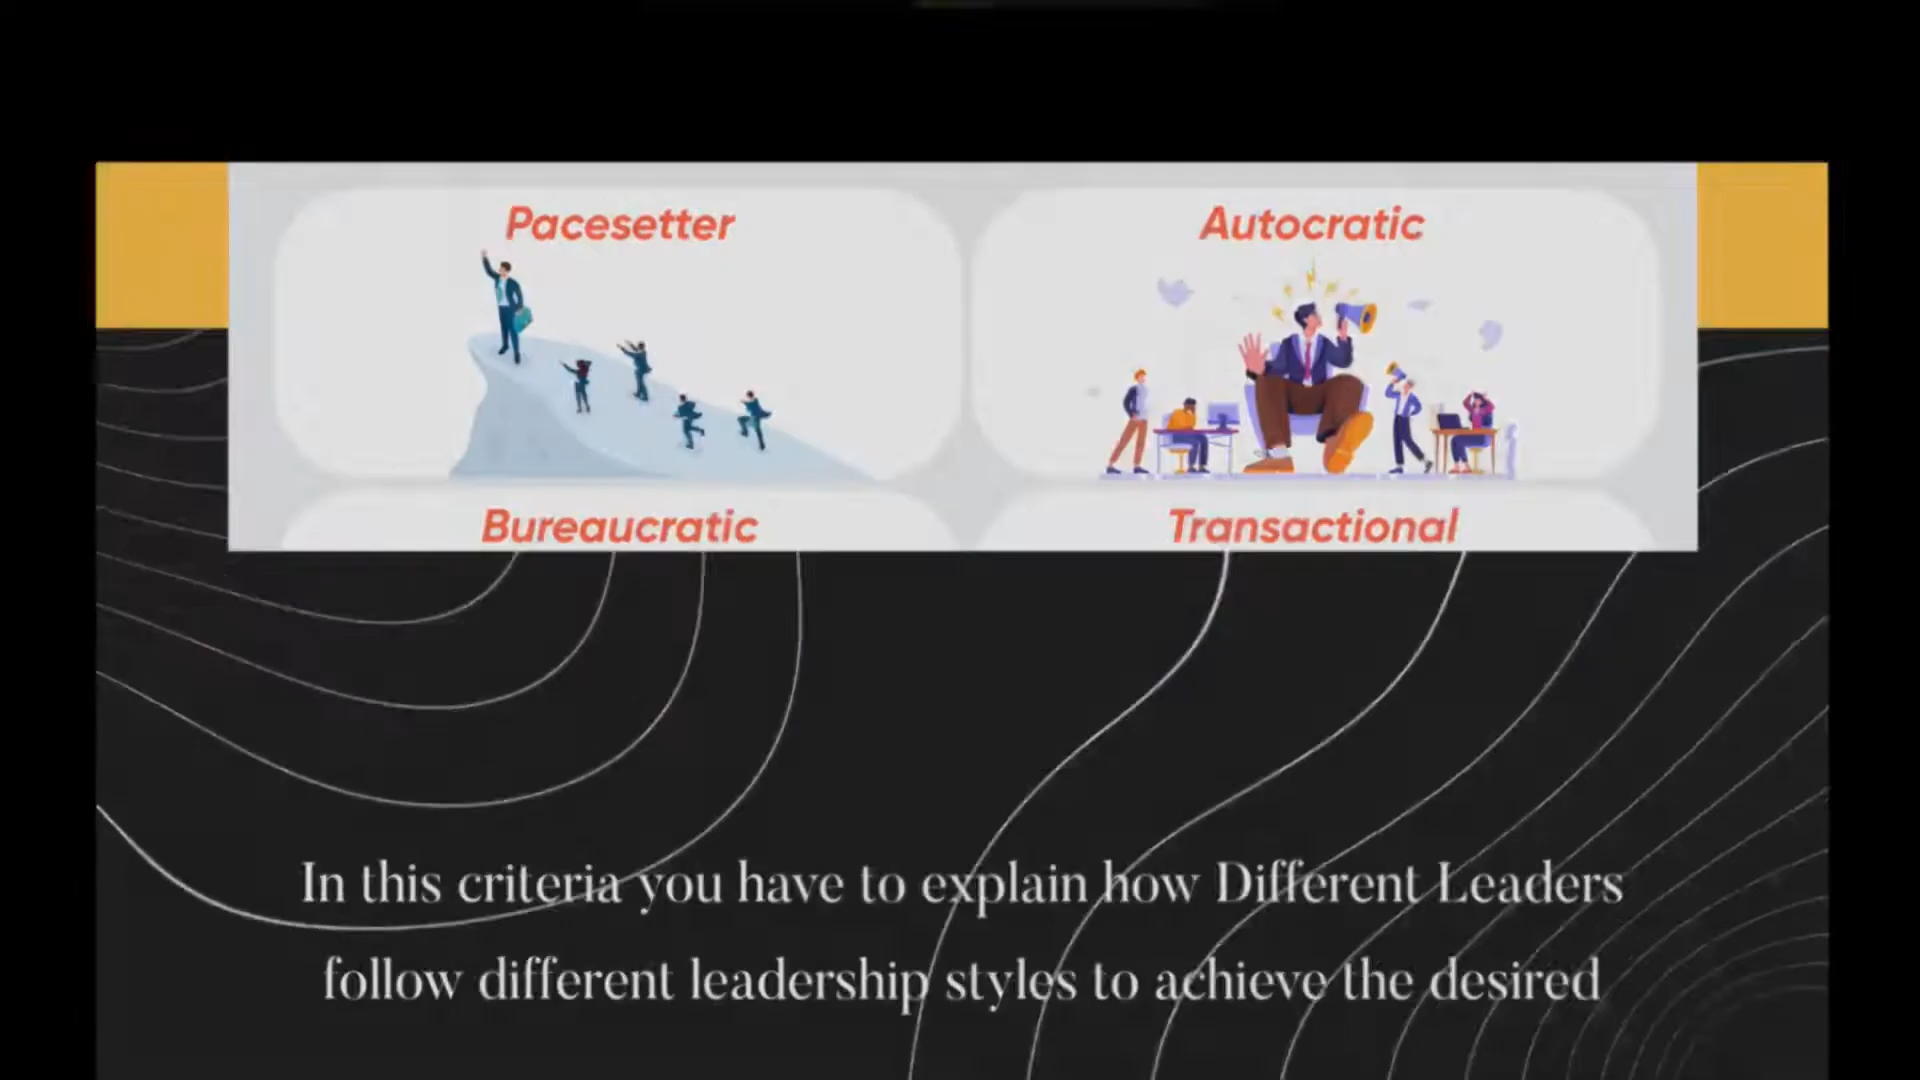 Pacesetter
Autocratic
Bureaucratic
Transactional
In this criteria you have to explain how Different Leaders
follow different leadership styles to achieve the desired